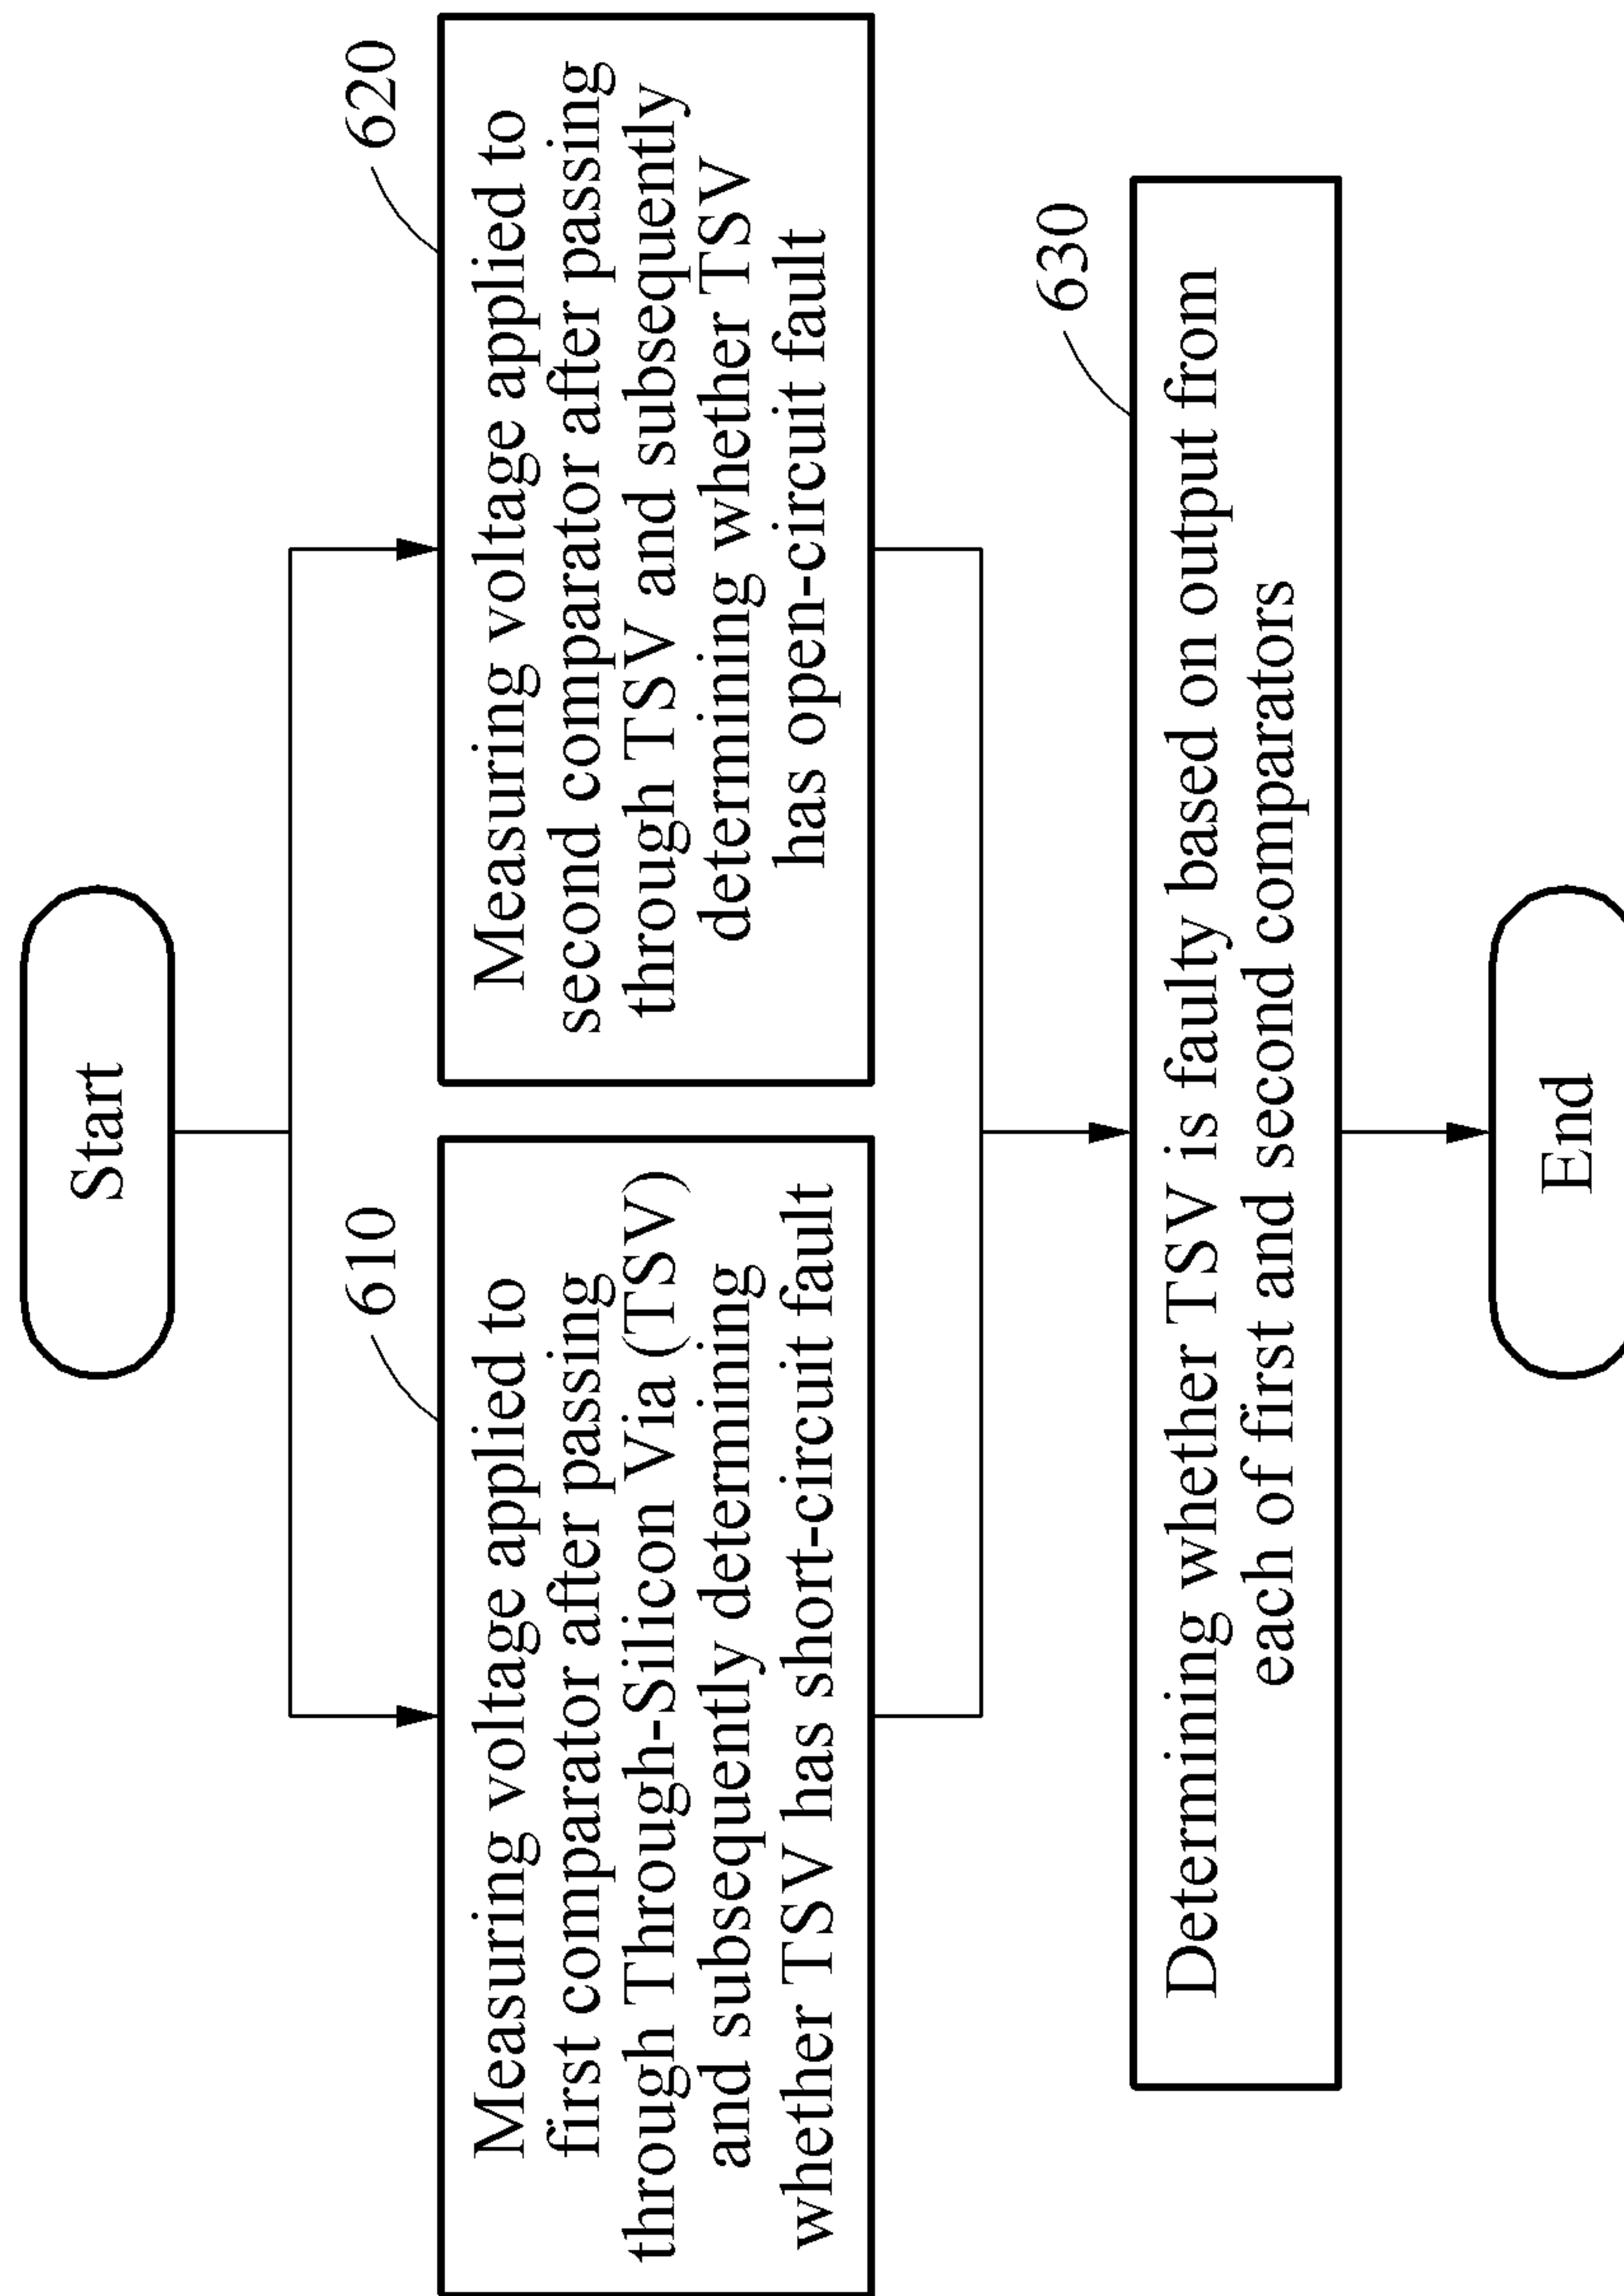 Start
610
Measuring voltage applied to
first comparator after passing
through Through-Silicon Via (TSV)
and subsequently determining
whether TSV has short-circuit fault
620
Measuring voltage applied to
second comparator after passing
through TSV and subsequently
determining whether TSV
has open-circuit fault
630
Determining whether TSV is faulty based on output from
each of first and second comparators
End